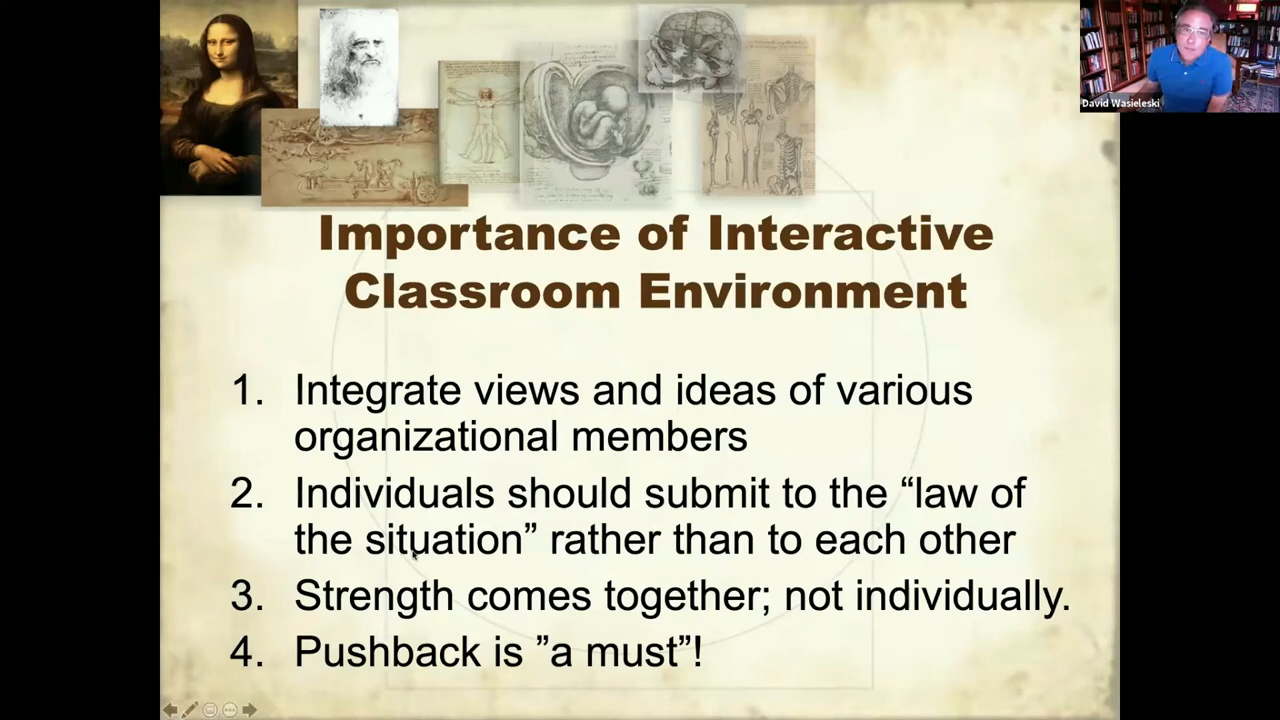 David Wasieleski
Importance of Interactive
Classroom Environment
1. Integrate views and ideas of various
organizational members
2. Individuals should submit to the “law of
the situation” rather than to each other
3. Strength comes together; not individually.
4. Pushback is ”a must”!